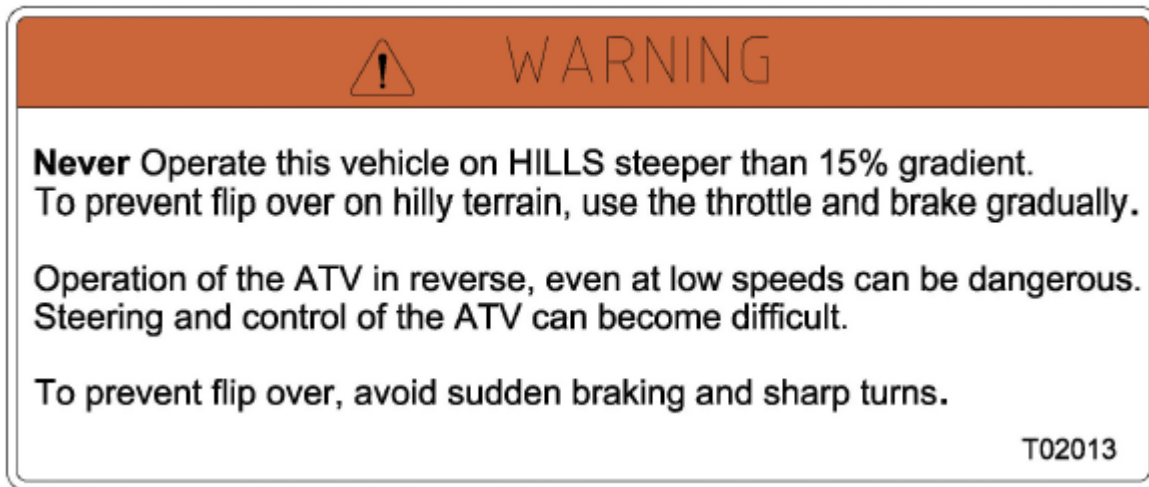 WARNING
Never Operate this vehicle on HILLS steeper than 15% gradient.
To prevent flip over on hilly terrain, use the throttle and brake gradually.
Operation of the ATV in reverse, even at low speeds can be dangerous.
Steering and control of the ATV can become difficult.
To prevent flip over, avoid sudden braking and sharp turns.
T02013